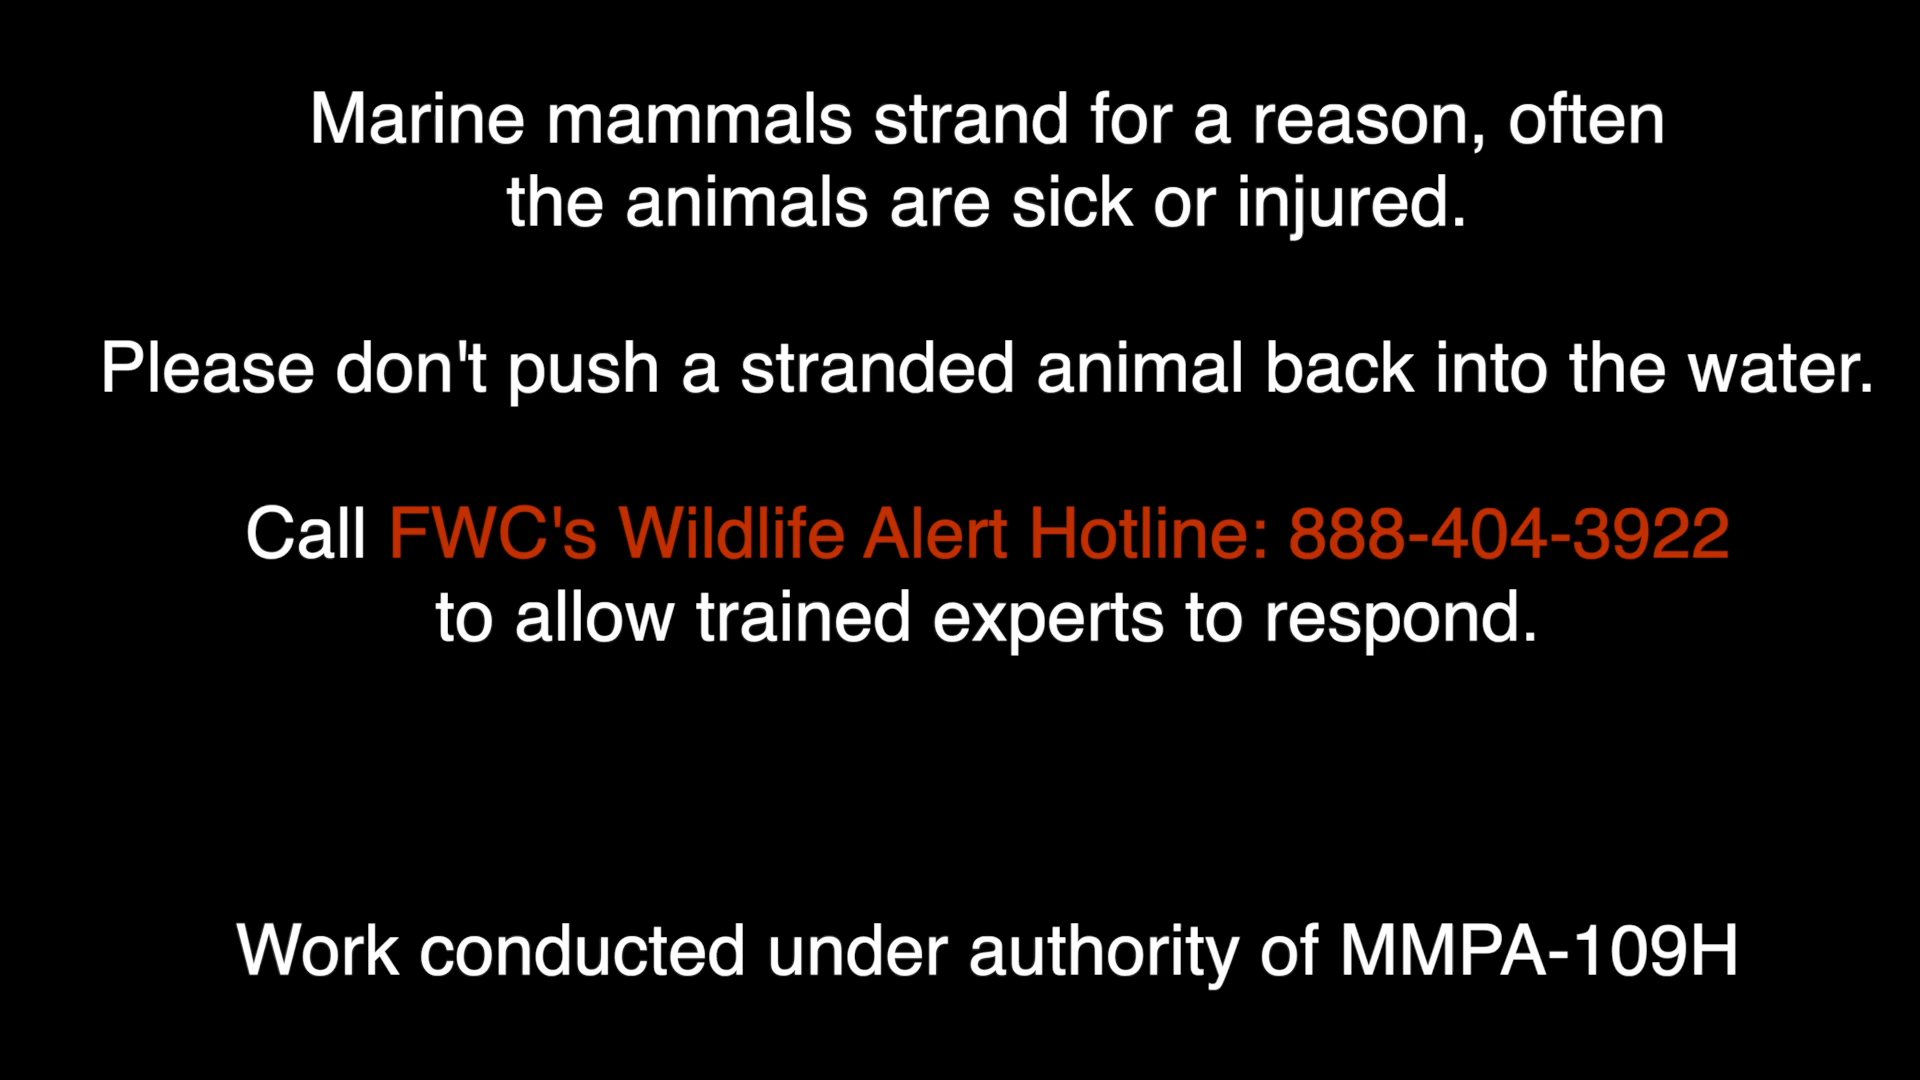 Marine mammals strand for a reason, often
the animals are sick or injured.
Please don't push a stranded animal back into the water.
Call FWC's Wildlife Alert Hotline: 888-404-3922
to allow trained experts to respond.
Work conducted under authority of MMPA-109H